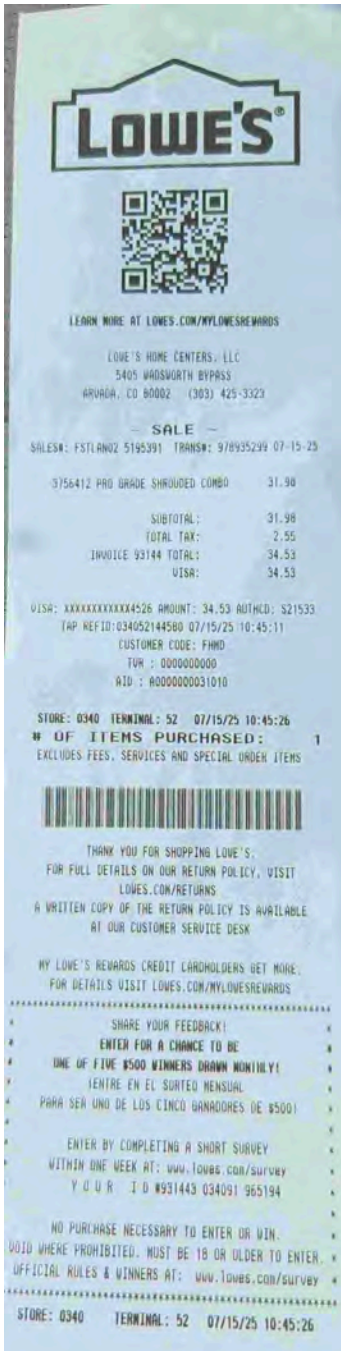 LOWE'S®
LEARN MORE AT LOWES.COM/MYLOWESREWARDS
LOWE'S HOME CENTERS, LLC
5405 WADSWORTH BYPASS
ARVADA, CO 80002 (303) 425-3323
- SALE -
SALES#: FSTLAN02 5195391 TRANS#: 978935299 07-15-25
3756412 PRO GRADE SHROUDED COMBO 31.98
SUBTOTAL: 31.98
TOTAL TAX: 2.55
INVOICE 93144 TOTAL: 34.53
VISA: 34.53
VISA: XXXXXXXXXXXX4526 AMOUNT: 34.53 AUTHCD: S21533
TAP REFID:034052144580 07/15/25 10:45:11
CUSTOMER CODE: FHMD
TVR : 0000000000
AID : A0000000031010
STORE: 0340 TERMINAL: 52 07/15/25 10:45:26
# OF ITEMS PURCHASED: 1
EXCLUDES FEES, SERVICES AND SPECIAL ORDER ITEMS
THANK YOU FOR SHOPPING LOWE'S.
FOR FULL DETAILS ON OUR RETURN POLICY, VISIT
LOWES.COM/RETURNS
A WRITTEN COPY OF THE RETURN POLICY IS AVAILABLE
AT OUR CUSTOMER SERVICE DESK
MY LOWE'S REWARDS CREDIT CARDHOLDERS GET MORE.
FOR DETAILS VISIT LOWES.COM/MYLOWESREWARDS
SHARE YOUR FEEDBACK!
ENTER FOR A CHANCE TO BE
ONE OF FIVE $500 WINNERS DRAWN MONTHLY!
¡ENTRE EN EL SORTEO MENSUAL
PARA SER UNO DE LOS CINCO GANADORES DE $500!
ENTER BY COMPLETING A SHORT SURVEY
WITHIN ONE WEEK AT: www.lowes.com/survey
Y O U R I D #931443 034091 965194
NO PURCHASE NECESSARY TO ENTER OR WIN.
VOID WHERE PROHIBITED. MUST BE 18 OR OLDER TO ENTER.
OFFICIAL RULES & WINNERS AT: www.lowes.com/survey
STORE: 0340 TERMINAL: 52 07/15/25 10:45:26